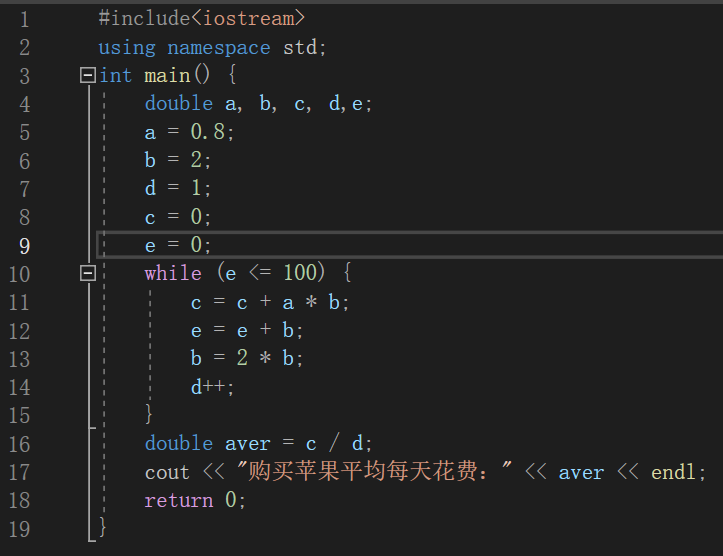 1 #include<iostream>
2 using namespace std;
3 int main() {
4 double a, b, c, d,e;
5 a = 0.8;
6 b = 2;
7 d = 1;
8 c = 0;
9 e = 0;
10 while (e <= 100) {
11 c = c + a * b;
12 e = e + b;
13 b = 2 * b;
14 d++;
15 }
16 double aver = c / d;
17 cout << "购买苹果平均每天花费：" << aver << endl;
18 return 0;
19 }